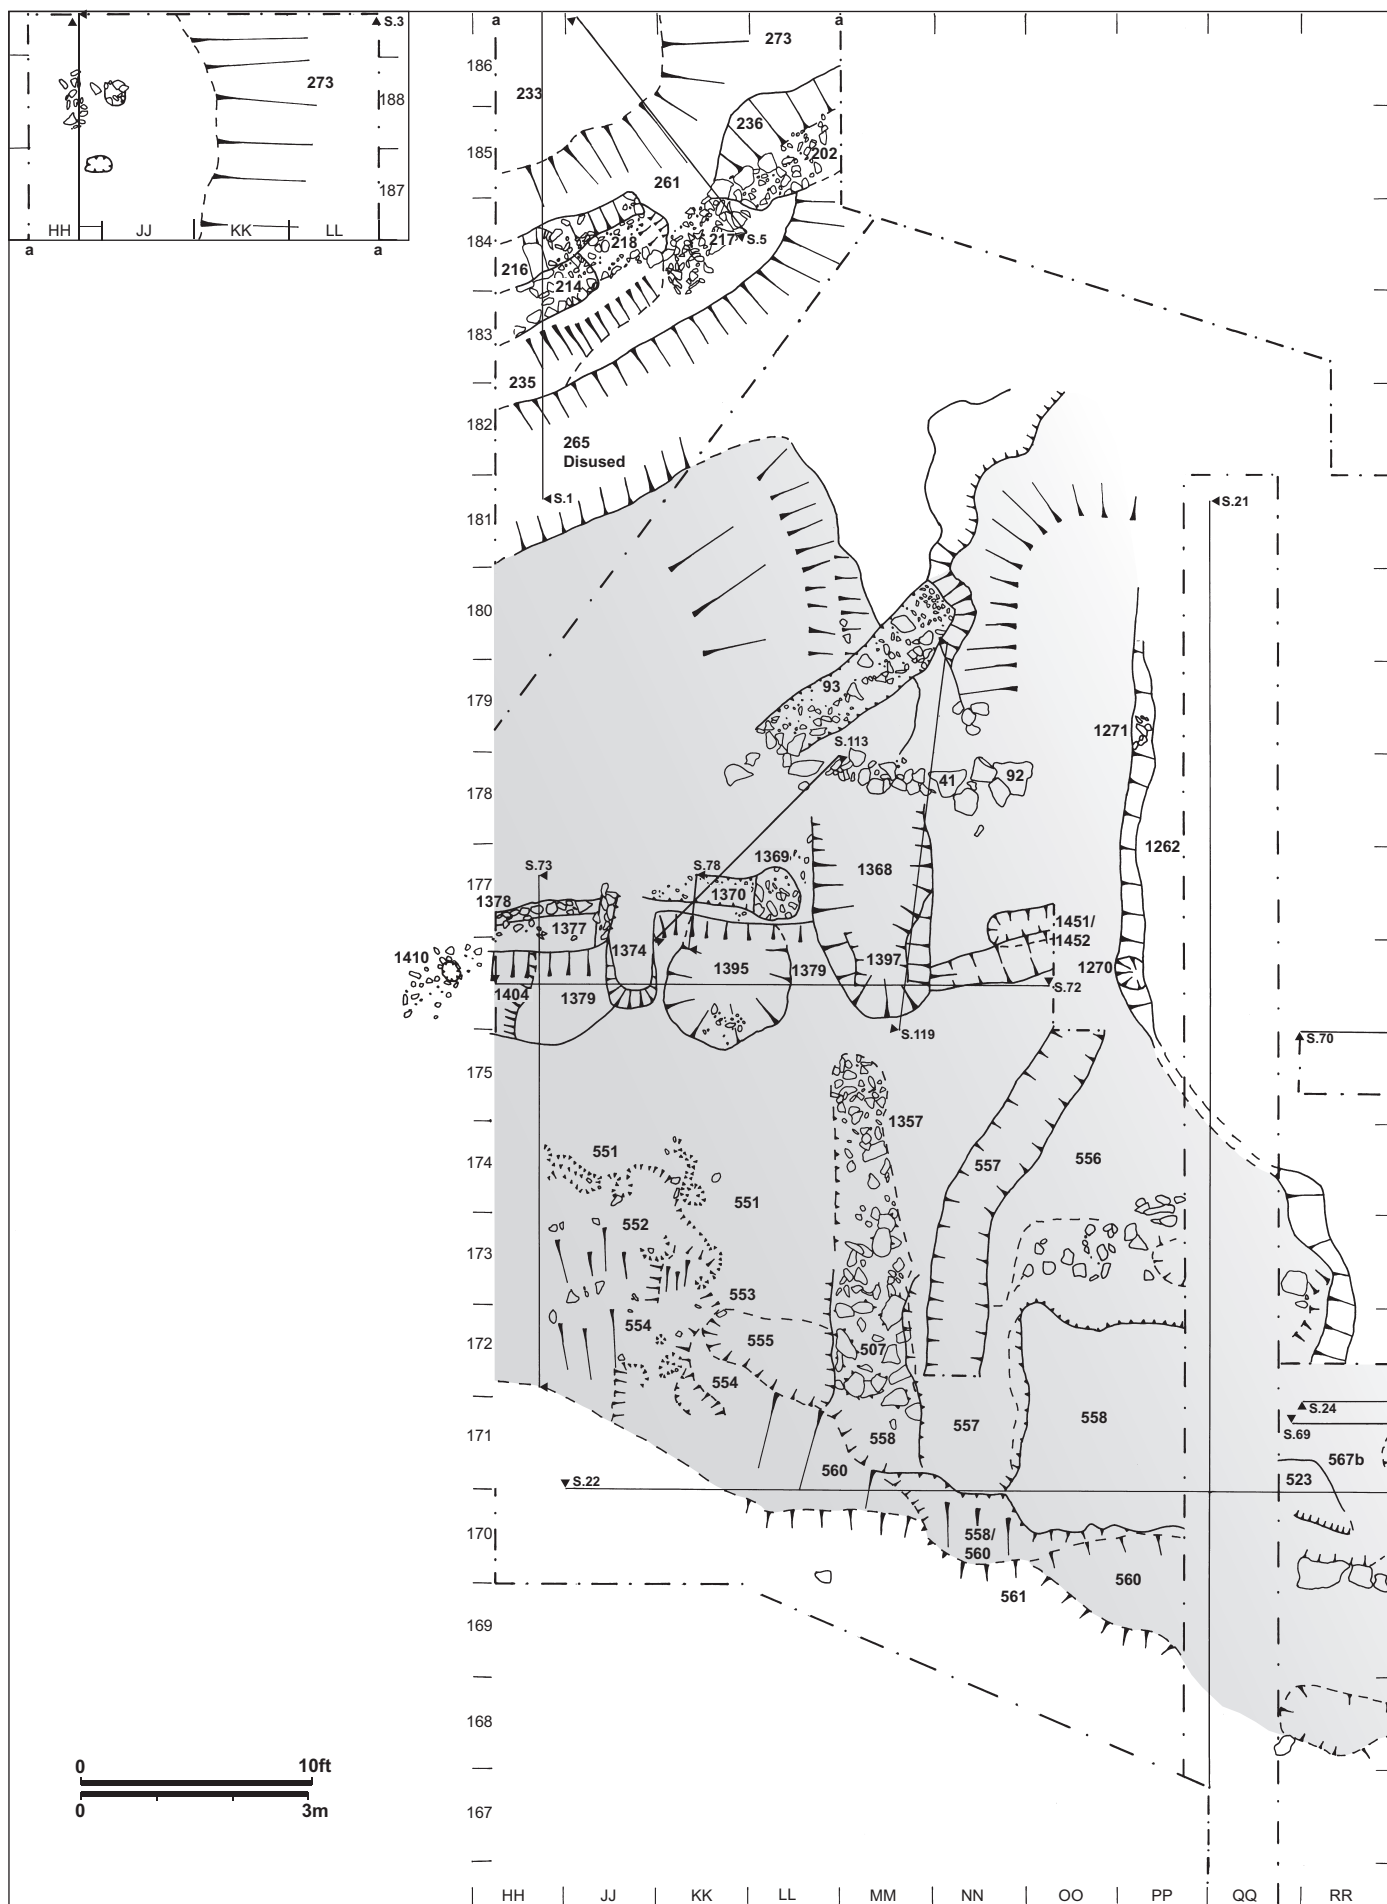 S.3
273
188
187
HH
JJ
KK
LL
a
a
a
a
273
186
233
236
185
202
261
184
218
217
S.5
216
214
183
235
182
265
Disused
S.1
S.21
181
180
93
179
1271
S.113
41
92
178
1262
S.73
S.78
1369
1368
177
1370
1378
1377
1451/
1452
1374
1410
1395
1379
1397
1270
1404
1379
S.72
S.119
S.70
175
1357
174
551
557
556
551
552
173
553
554
555
507
172
554
S.24
S.69
171
558
557
558
567b
560
523
S.22
170
558/
560
560
561
169
168
0
10ft
0
3m
167
HH
JJ
KK
LL
MM
NN
OO
PP
QQ
RR